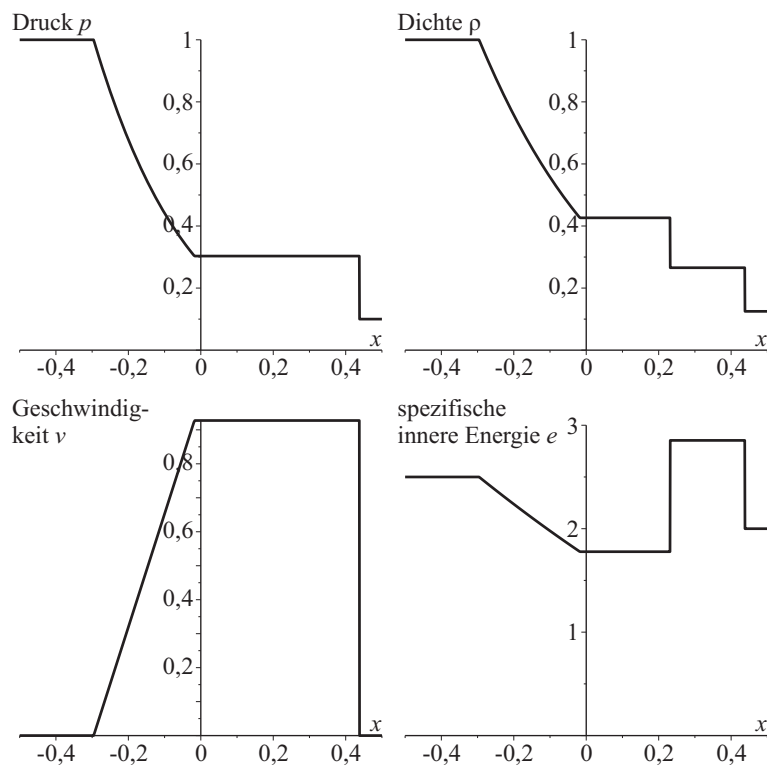 Druck p
1
0,8
0,6
0,4
0,2
x
-0,4 -0,2 0 0,2 0,4
Dichte ρ
1
0,8
0,6
0,4
0,2
x
-0,4 -0,2 0 0,2 0,4
Geschwindig-
keit v
0,8
0,6
0,4
0,2
x
-0,4 -0,2 0 0,2 0,4
spezifische
innere Energie e
3
2
1
x
-0,4 -0,2 0 0,2 0,4